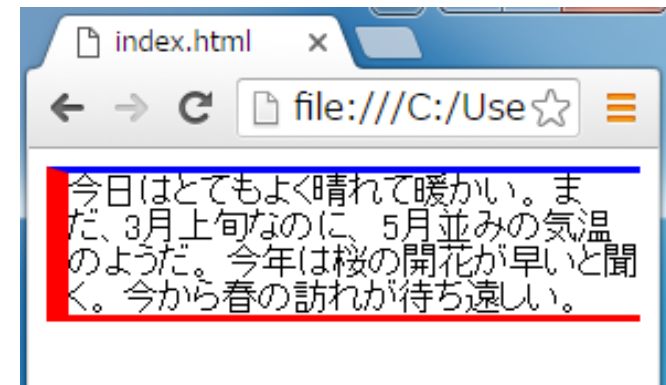 index.html
file:///C:/Use
今日はとてもよく晴れて暖かい。ま
だ、3月上旬なのに、5月並みの気温
のようだ。今年は桜の開花が早いと聞
く。今から春の訪れが待ち遠しい。